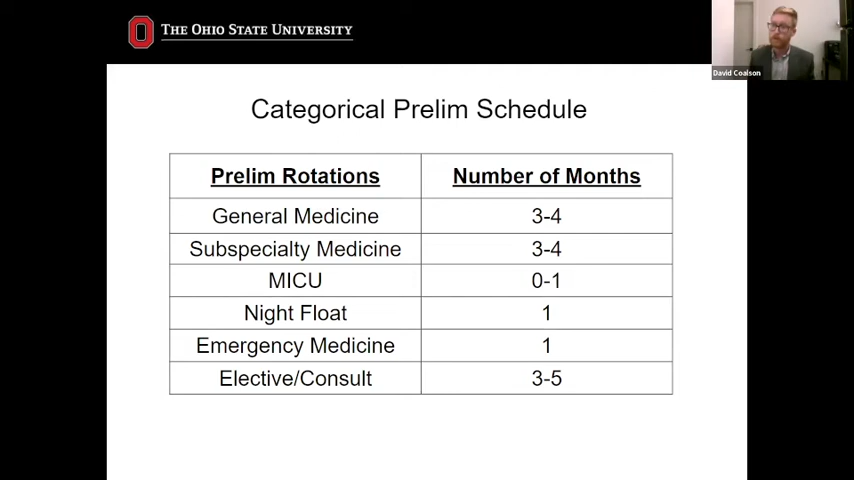 THE OHIO STATE UNIVERSITY
David Coalson
Categorical Prelim Schedule
Prelim Rotations Number of Months
General Medicine 3-4
Subspecialty Medicine 3-4
MICU 0-1
Night Float 1
Emergency Medicine 1
Elective/Consult 3-5